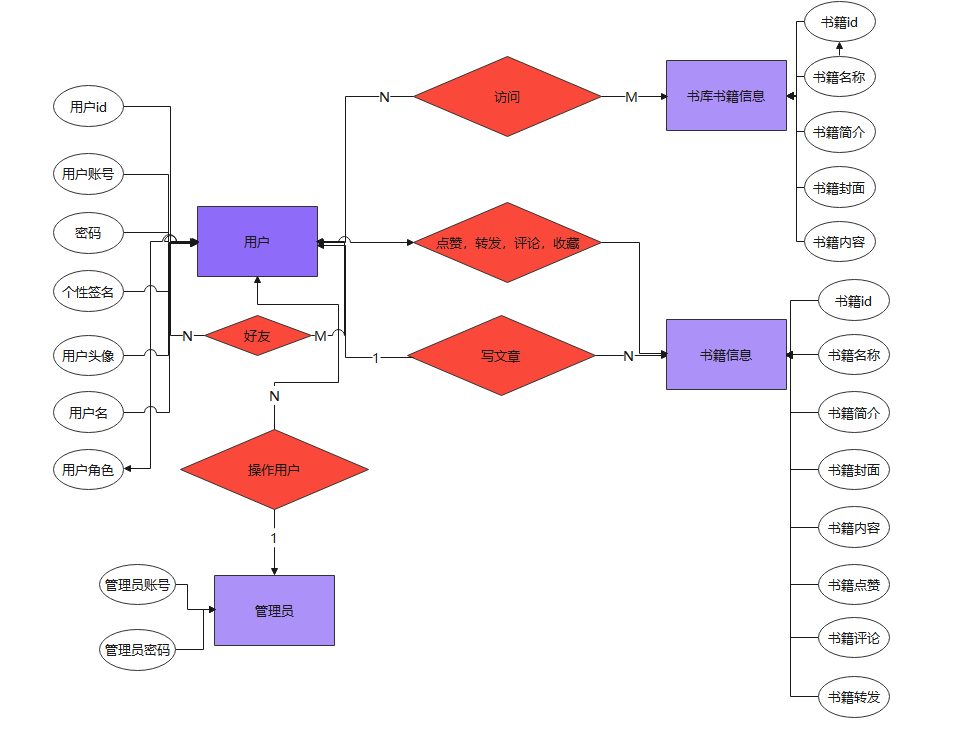 书籍id
书籍名称
访问
N
M
书库书籍信息
用户id
书籍简介
用户账号
书籍封面
密码
用户
点赞，转发，评论，收藏
书籍内容
个性签名
书籍id
N
好友
M
用户头像
1
写文章
N
书籍信息
书籍名称
N
用户名
书籍简介
用户角色
操作用户
书籍封面
书籍内容
1
管理员账号
书籍点赞
管理员
书籍评论
管理员密码
书籍转发